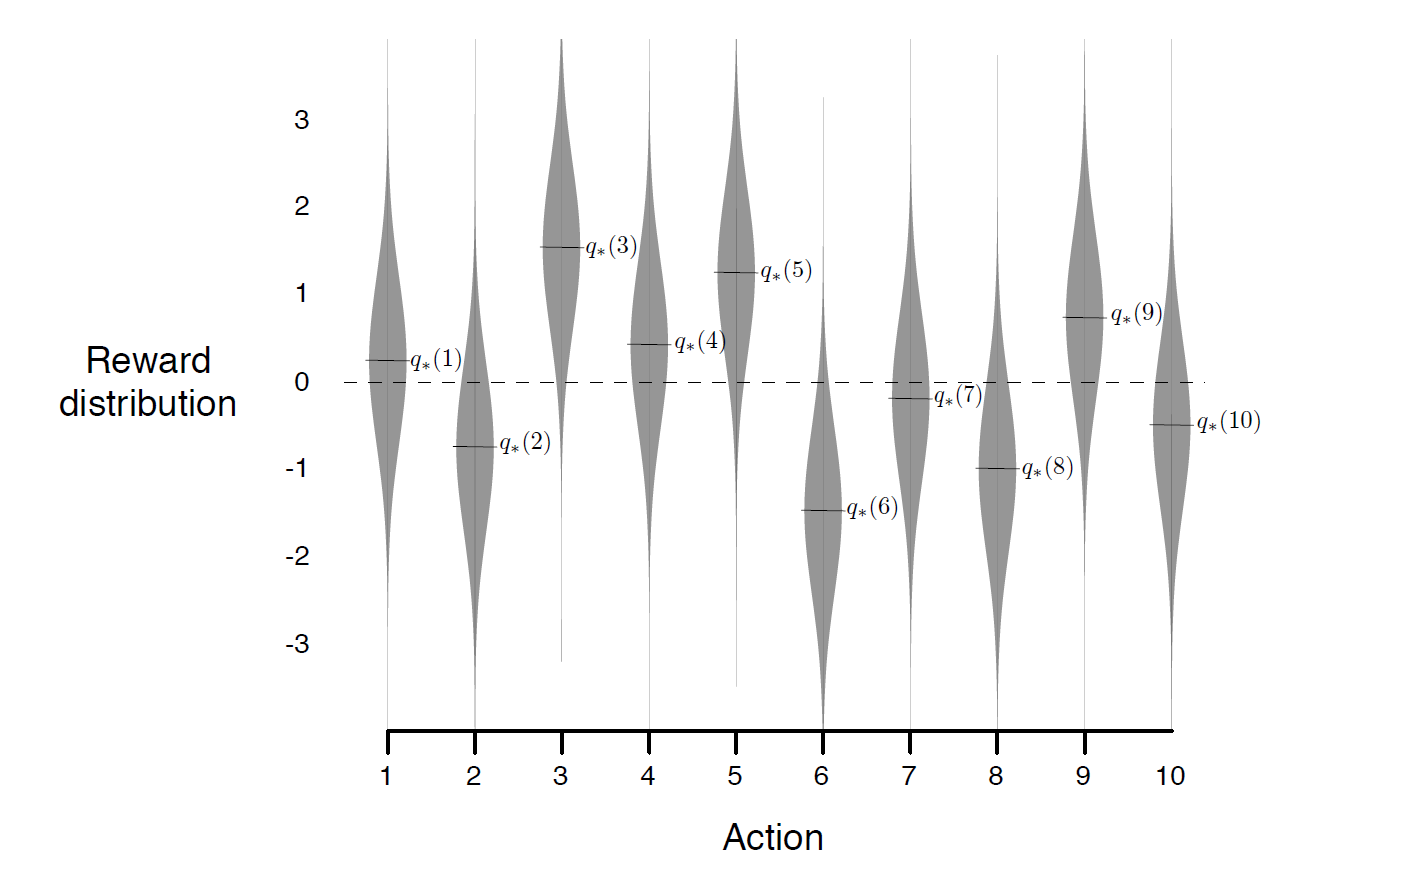 3
2
1
0
-1
-2
-3
Reward
distribution
q*(1)
q*(2)
q*(3)
q*(4)
q*(5)
q*(6)
q*(7)
q*(8)
q*(9)
q*(10)
1 2 3 4 5 6 7 8 9 10
Action